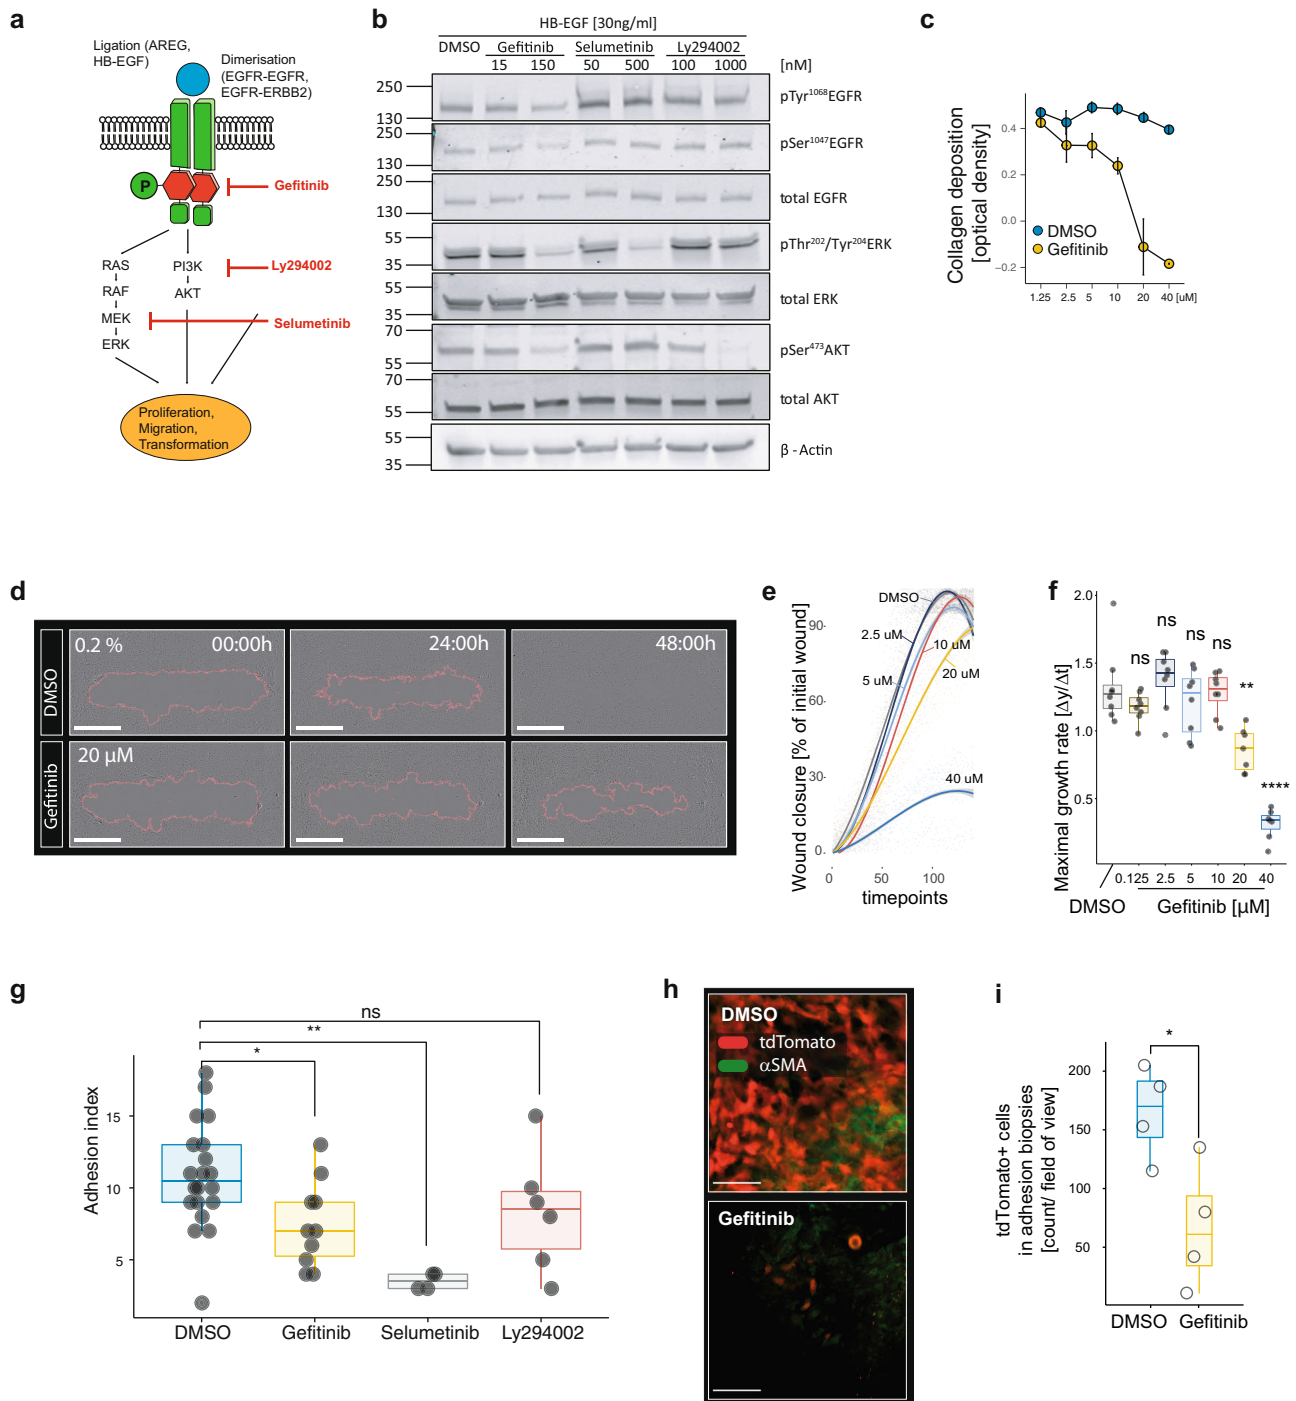 a
Ligation (AREG,
HB-EGF)
Dimerisation
(EGFR-EGFR,
EGFR-ERBB2)
P
Gefitinib
RAS
RAF
MEK
ERK
PI3K
AKT
Ly294002
Selumetinib
Proliferation,
Migration,
Transformation
b
HB-EGF [30ng/ml]
DMSO Gefitinib Selumetinib Ly294002
15 150 50 500 100 1000 [nM]
250
130
pTyr¹⁰⁶⁸EGFR
250
130
pSer¹⁰⁴⁷EGFR
250
130
total EGFR
55
35
pThr²⁰²/Tyr²⁰⁴ERK
55
35
total ERK
70
55
pSer⁴⁷³AKT
70
55
total AKT
55
35
β - Actin
c
Collagen deposition
[optical density]
0.4
0.2
0.0
−0.2
DMSO
Gefitinib
1.25 2.5 5 10 20 40 [uM]
d
DMSO
0.2 % 00:00h
24:00h
48:00h
Gefitinib
20 µM
e
Wound closure [% of initial wound]
90-
60-
30-
0-
DMSO
2.5 uM
10 uM
5 uM
20 uM
40 uM
0 50 100
timepoints
f
Maximal growth rate [Δy/Δt]
2.0
1.5
1.0
0.5
ns
ns
ns
ns
**
****
0.125 2.5 5 10 20 40
DMSO Gefitinib [µM]
g
Adhesion index
15
10
5
ns
**
*
DMSO Gefitinib Selumetinib Ly294002
h
DMSO
tdTomato
αSMA
Gefitinib
i
tdTomato+ cells
in adhesion biopsies
[count/ field of view]
200
150
100
50
*
DMSO Gefitinib